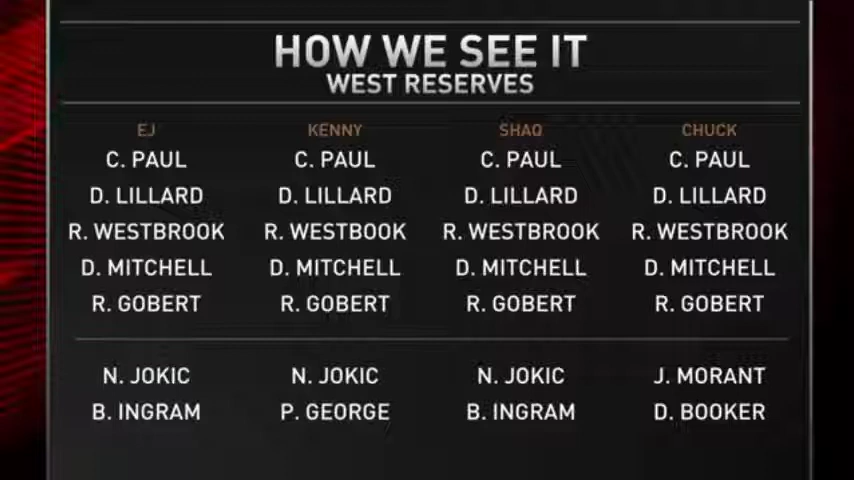 HOW WE SEE IT
WEST RESERVES
EJ KENNY SHAQ CHUCK
C. PAUL C. PAUL C. PAUL C. PAUL
D. LILLARD D. LILLARD D. LILLARD D. LILLARD
R. WESTBROOK R. WESTBOOK R. WESTBROOK R. WESTBROOK
D. MITCHELL D. MITCHELL D. MITCHELL D. MITCHELL
R. GOBERT R. GOBERT R. GOBERT R. GOBERT
N. JOKIC N. JOKIC N. JOKIC J. MORANT
B. INGRAM P. GEORGE B. INGRAM D. BOOKER